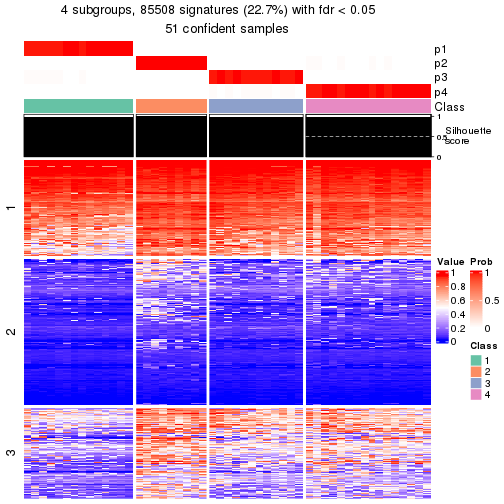 4 subgroups, 85508 signatures (22.7%) with fdr < 0.05
51 confident samples
p1
p2
p3
p4
Class
1
0.5
0
Silhouette
score
1
2
3
Value
1
0.8
0.6
0.4
0.2
0
Prob
1
0.5
0
Class
1
2
3
4